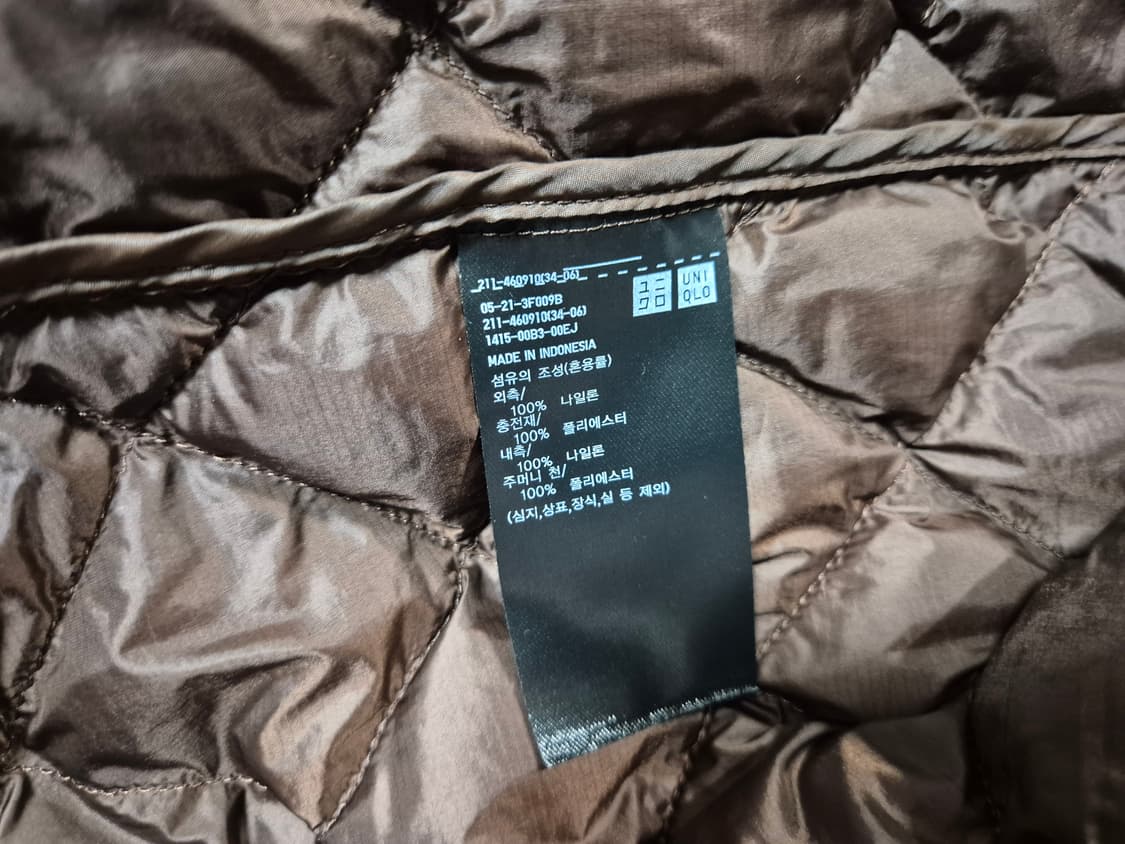 211-460910(34-06)
ユニ
クロ
UNI
QLO
05-21-3F009B
211-460910(34-06)
1415-00B3-00EJ
MADE IN INDONESIA
섬유의 조성(혼용률)
외측/
100% 나일론
충전재/
100% 폴리에스터
내측/
100% 나일론
주머니 천/
100% 폴리에스터
(심지,상표,장식,실 등 제외)